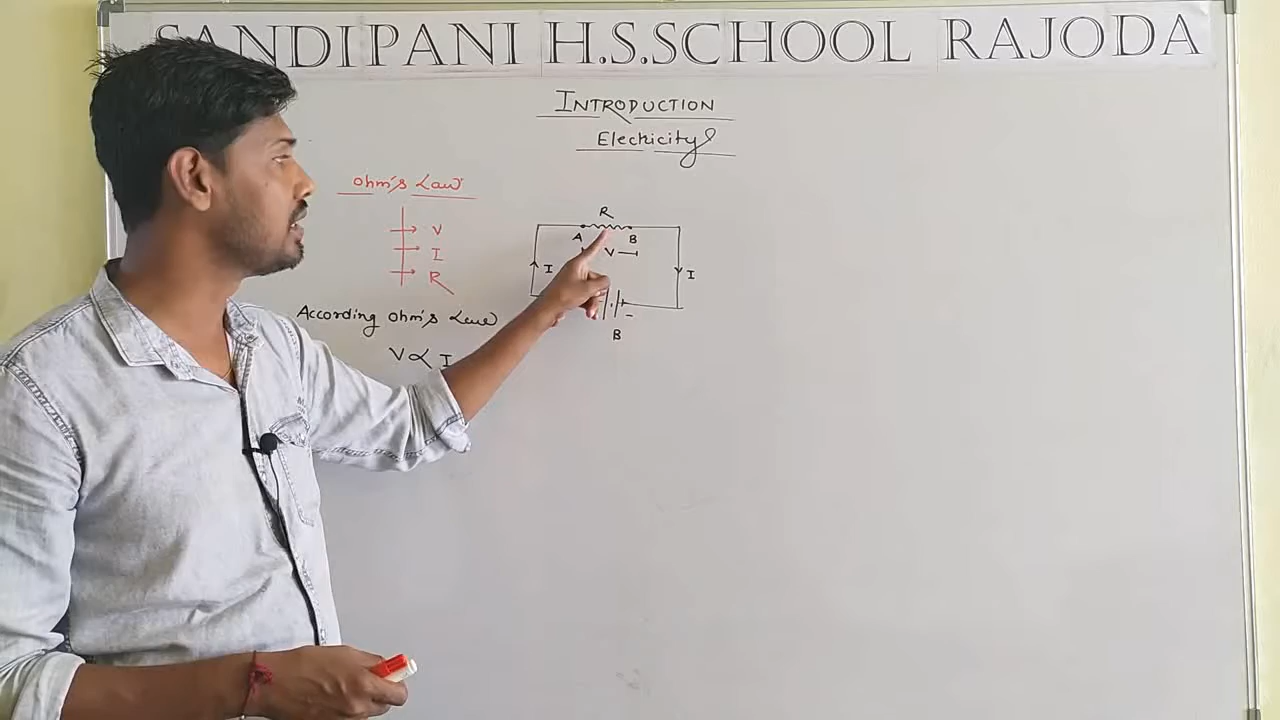 SANDIPANI H.S.SCHOOL RAJODA
INTRODUCTION
Electricity
Ohm's Law
V
I
R
According Ohm's Law
V ∝ I
R
A B
V
I I
-
B